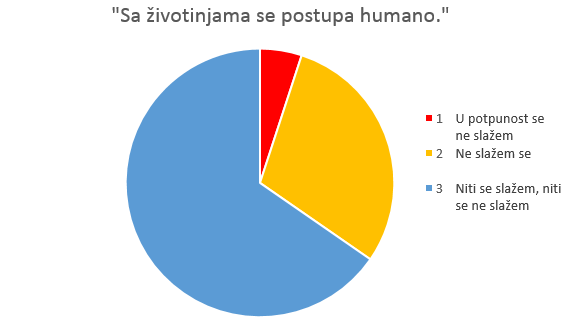 "Sa životinjama se postupa humano."
1 U potpunost se
ne slažem
2 Ne slažem se
3 Niti se slažem, niti
se ne slažem